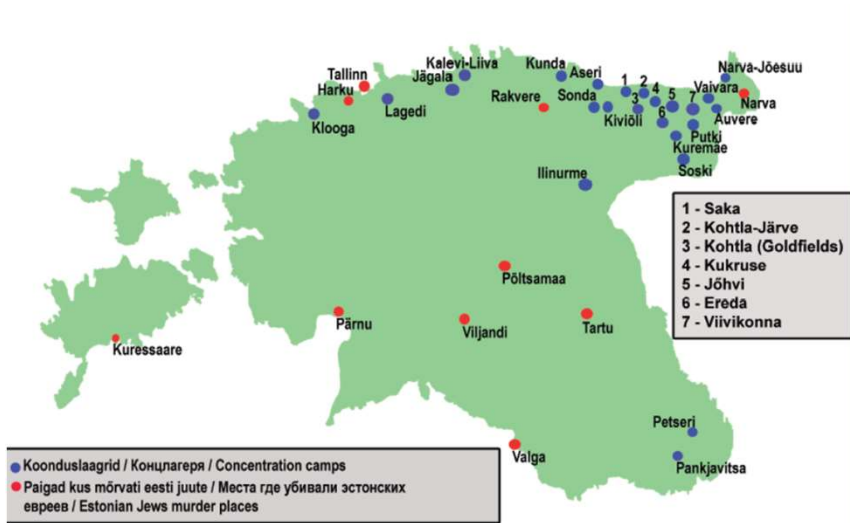 Tallinn
Harku
Kalevi-Liiva
Jägala
Kunda
Aseri
1
2
4
3
5
6
7
Vaivara
Narva-Jõesuu
Narva
Rakvere
Sonda
Kiviõli
Auvere
Putki
Klooga
Lagedi
Kuremäe
Soski
Ilinurme
1 - Saka
2 - Kohtla-Järve
3 - Kohtla (Goldfields)
4 - Kukruse
5 - Jõhvi
6 - Ereda
7 - Viivikonna
Põltsamaa
Pärnu
Viljandi
Tartu
Kuressaare
Petseri
Pankjavitsa
Valga
Koonduslaagrid / Концлагеря / Concentration camps
Paigad kus mõrvati eesti juute / Места где убивали эстонских
евреев / Estonian Jews murder places